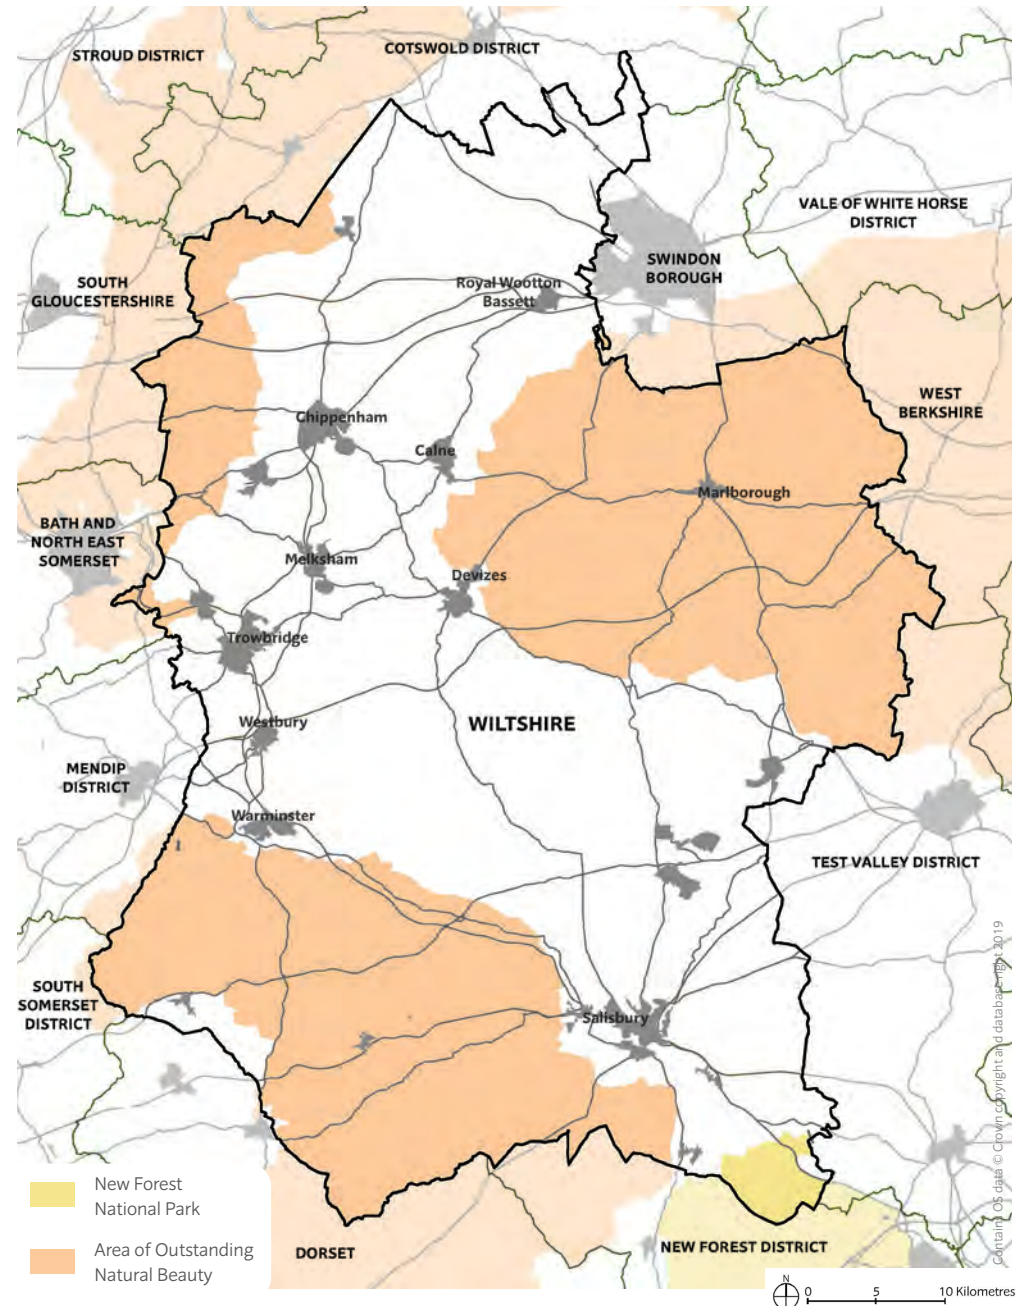 STROUD DISTRICT
COTSWOLD DISTRICT
VALE OF WHITE HORSE
DISTRICT
SWINDON
BOROUGH
SOUTH
GLOUCESTERSHIRE
Royal Wootton
Bassett
WEST
BERKSHIRE
Chippenham
Calne
Marlborough
BATH AND
NORTH EAST
SOMERSET
Melksham
Devizes
Trowbridge
WILTSHIRE
Westbury
MENDIP
DISTRICT
Warminster
TEST VALLEY DISTRICT
SOUTH
SOMERSET
DISTRICT
Salisbury
Contains OS data © Crown copyright and database right 2019
New Forest
National Park
Area of Outstanding
Natural Beauty
DORSET
NEW FOREST DISTRICT
N
0 5 10 Kilometres